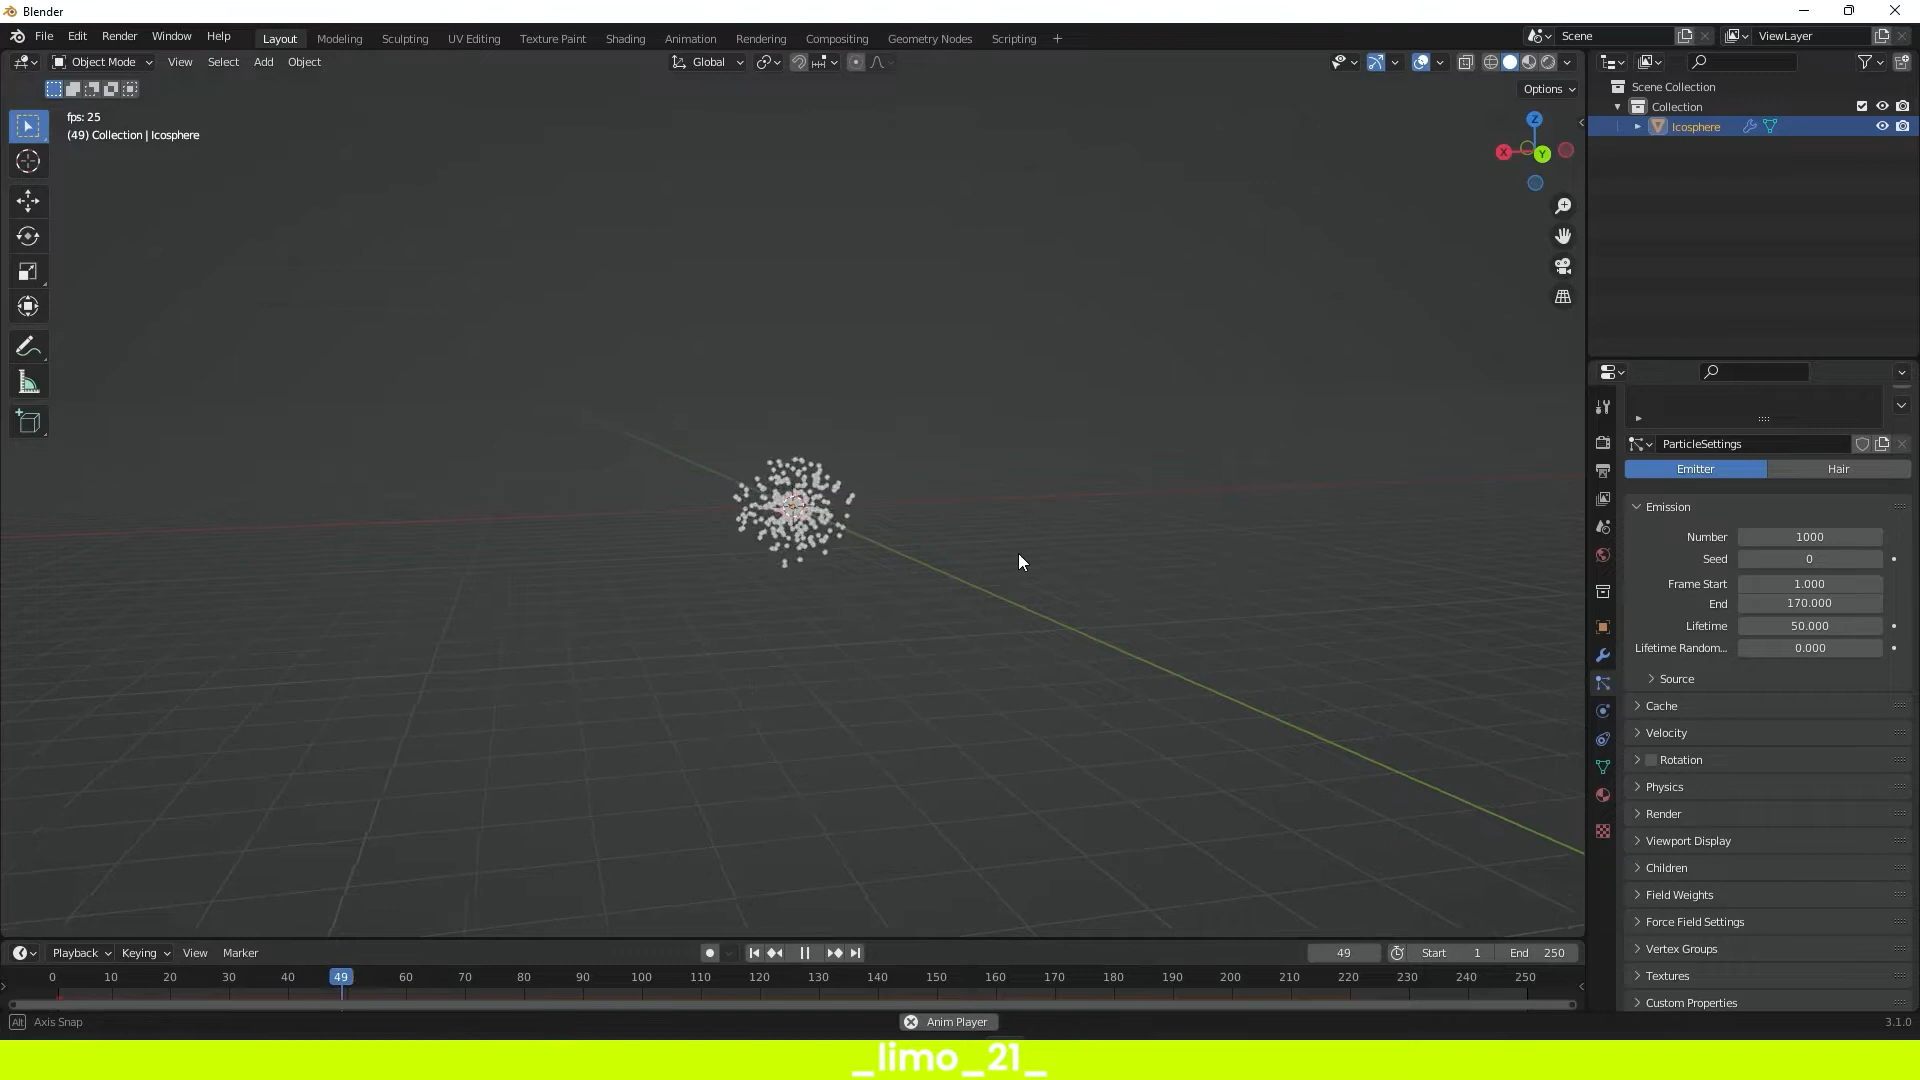 Blender
File Edit Render Window Help Layout Modeling Sculpting UV Editing Texture Paint Shading Animation Rendering Compositing Geometry Nodes Scripting + Scene ViewLayer
Object Mode View Select Add Object Global
Options
fps: 25
(49) Collection | Icosphere
Z
X
Y
Scene Collection
Collection
Icosphere
ParticleSettings
Emitter Hair
Emission
Number 1000
Seed 0
Frame Start 1.000
End 170.000
Lifetime 50.000
Lifetime Random... 0.000
Source
Cache
Velocity
Rotation
Physics
Render
Viewport Display
Children
Field Weights
Force Field Settings
Vertex Groups
Textures
Custom Properties
Playback Keying View Marker 49 Start 1 End 250
0 10 20 30 40 49 60 70 80 90 100 110 120 130 140 150 160 170 180 190 200 210 220 230 240 250
Alt Axis Snap Anim Player 3.1.0
_limo_21_